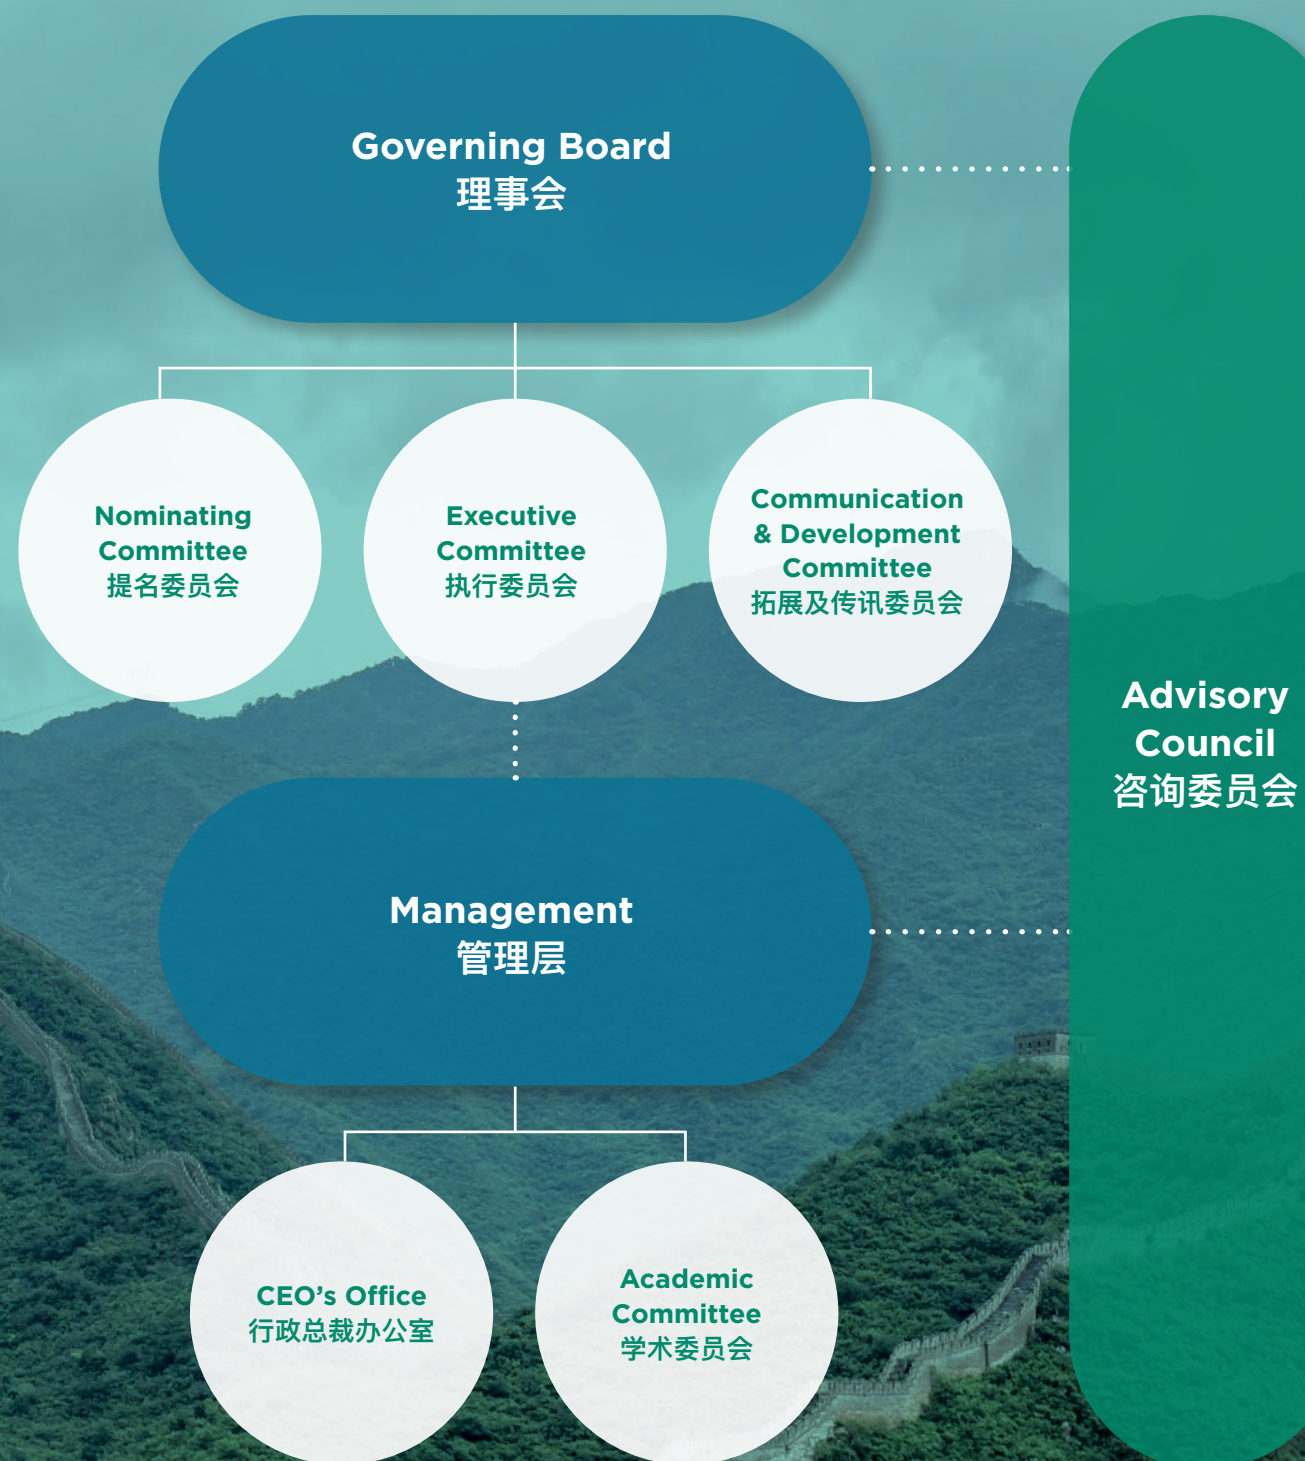 Governing Board
理事会
Nominating
Committee
提名委员会
Executive
Committee
执行委员会
Communication
& Development
Committee
拓展及传讯委员会
Advisory
Council
咨询委员会
Management
管理层
CEO’s Office
行政总裁办公室
Academic
Committee
学术委员会